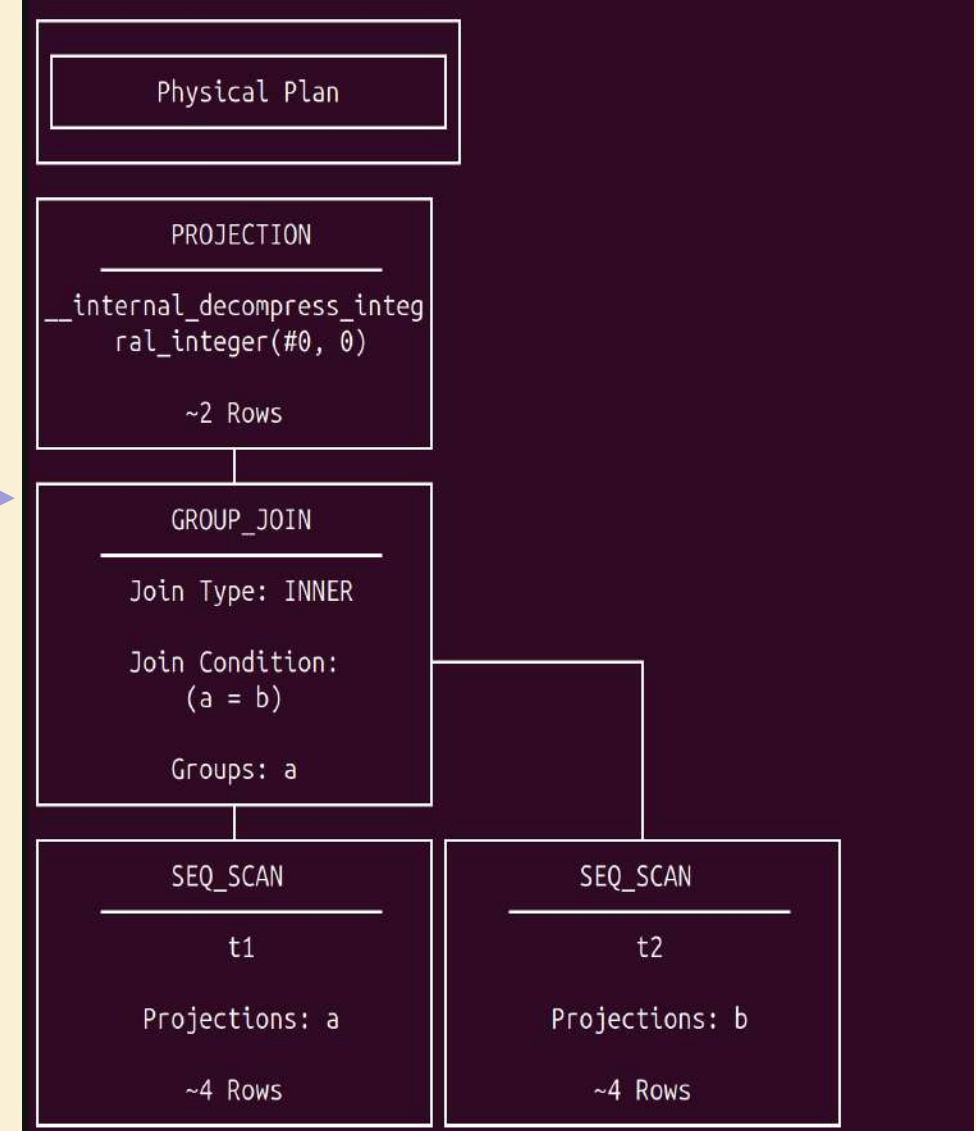 Physical Plan
PROJECTION
__internal_decompress_integ
ral_integer(#0, 0)
~2 Rows
GROUP_JOIN
Join Type: INNER
Join Condition:
(a = b)
Groups: a
SEQ_SCAN
t1
Projections: a
~4 Rows
SEQ_SCAN
t2
Projections: b
~4 Rows